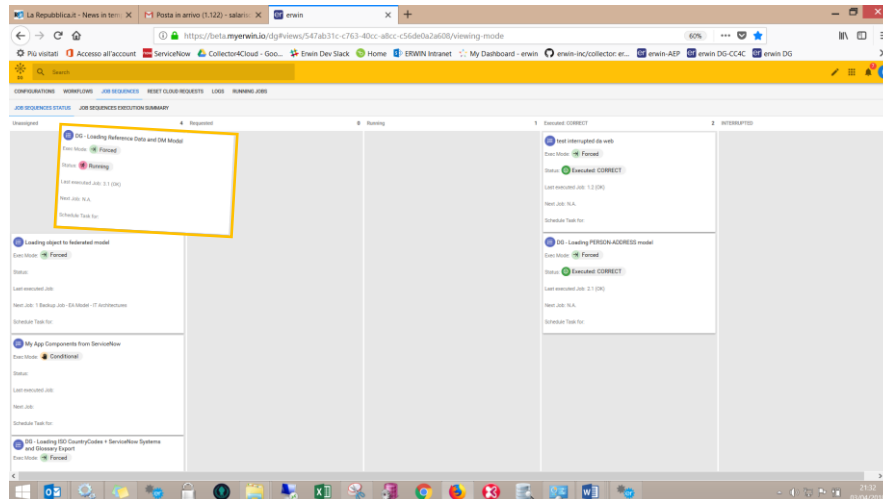 La Repubblica.it - News in tem
Posta in arrivo (1.122) - salaris
erwin
https://beta.myerwin.io/dg#views/547ab31c-c763-40cc-a8cc-c56de0a2a608/viewing-mode
60%
Più visitati
Accesso all'account
ServiceNow
Collector4Cloud - Goo...
Erwin Dev Slack
Home
ERWIN Intranet
My Dashboard - erwin
erwin-inc/collector: er...
erwin-AEP
erwin DG-CC4C
erwin DG
Search
CONFIGURATIONS WORKFLOWS JOB SEQUENCES RESET CLOUD REQUESTS LOGS RUNNING JOBS
JOB SEQUENCES STATUS JOB SEQUENCES EXECUTION SUMMARY
Unassigned 4 Requested 0 Running 1 Executed: CORRECT 2 INTERRUPTED
DG - Loading Reference Data and OM Model
Exec Mode: Forced
Status: Running
Last executed Job: 3.1 (OK)
Next Job: N.A.
Schedule Task for:
Loading object to federated model
Exec Mode: Forced
Status:
Last executed Job:
Next Job: 1 Backup Job - EA Model - IT Architectures
Schedule Task for:
My App Components from ServiceNow
Exec Mode: Conditional
Status:
Last executed Job:
Next Job:
Schedule Task for:
DG - Loading ISO CountryCodes + ServiceNow Systems
and Glossary Export
Exec Mode: Forced
test interrupted da web
Exec Mode: Forced
Status: Executed: CORRECT
Last executed Job: 1.2 (OK)
Next Job: N.A.
Schedule Task for:
DG - Loading PERSON-ADDRESS model
Exec Mode: Forced
Status: Executed: CORRECT
Last executed Job: 2.1 (OK)
Next Job: N.A.
Schedule Task for:
21:32